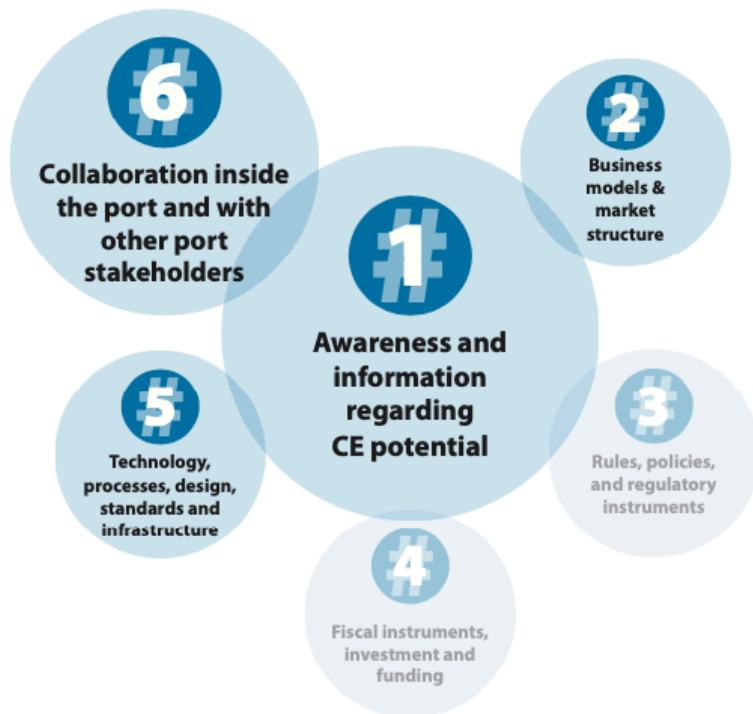 #6
Collaboration inside
the port and with
other port
stakeholders
#1
Awareness and
information
regarding
CE potential
#2
Business
models &
market
structure
#3
Rules, policies,
and regulatory
instruments
#4
Fiscal instruments,
investment and
funding
#5
Technology,
processes, design,
standards and
infrastructure